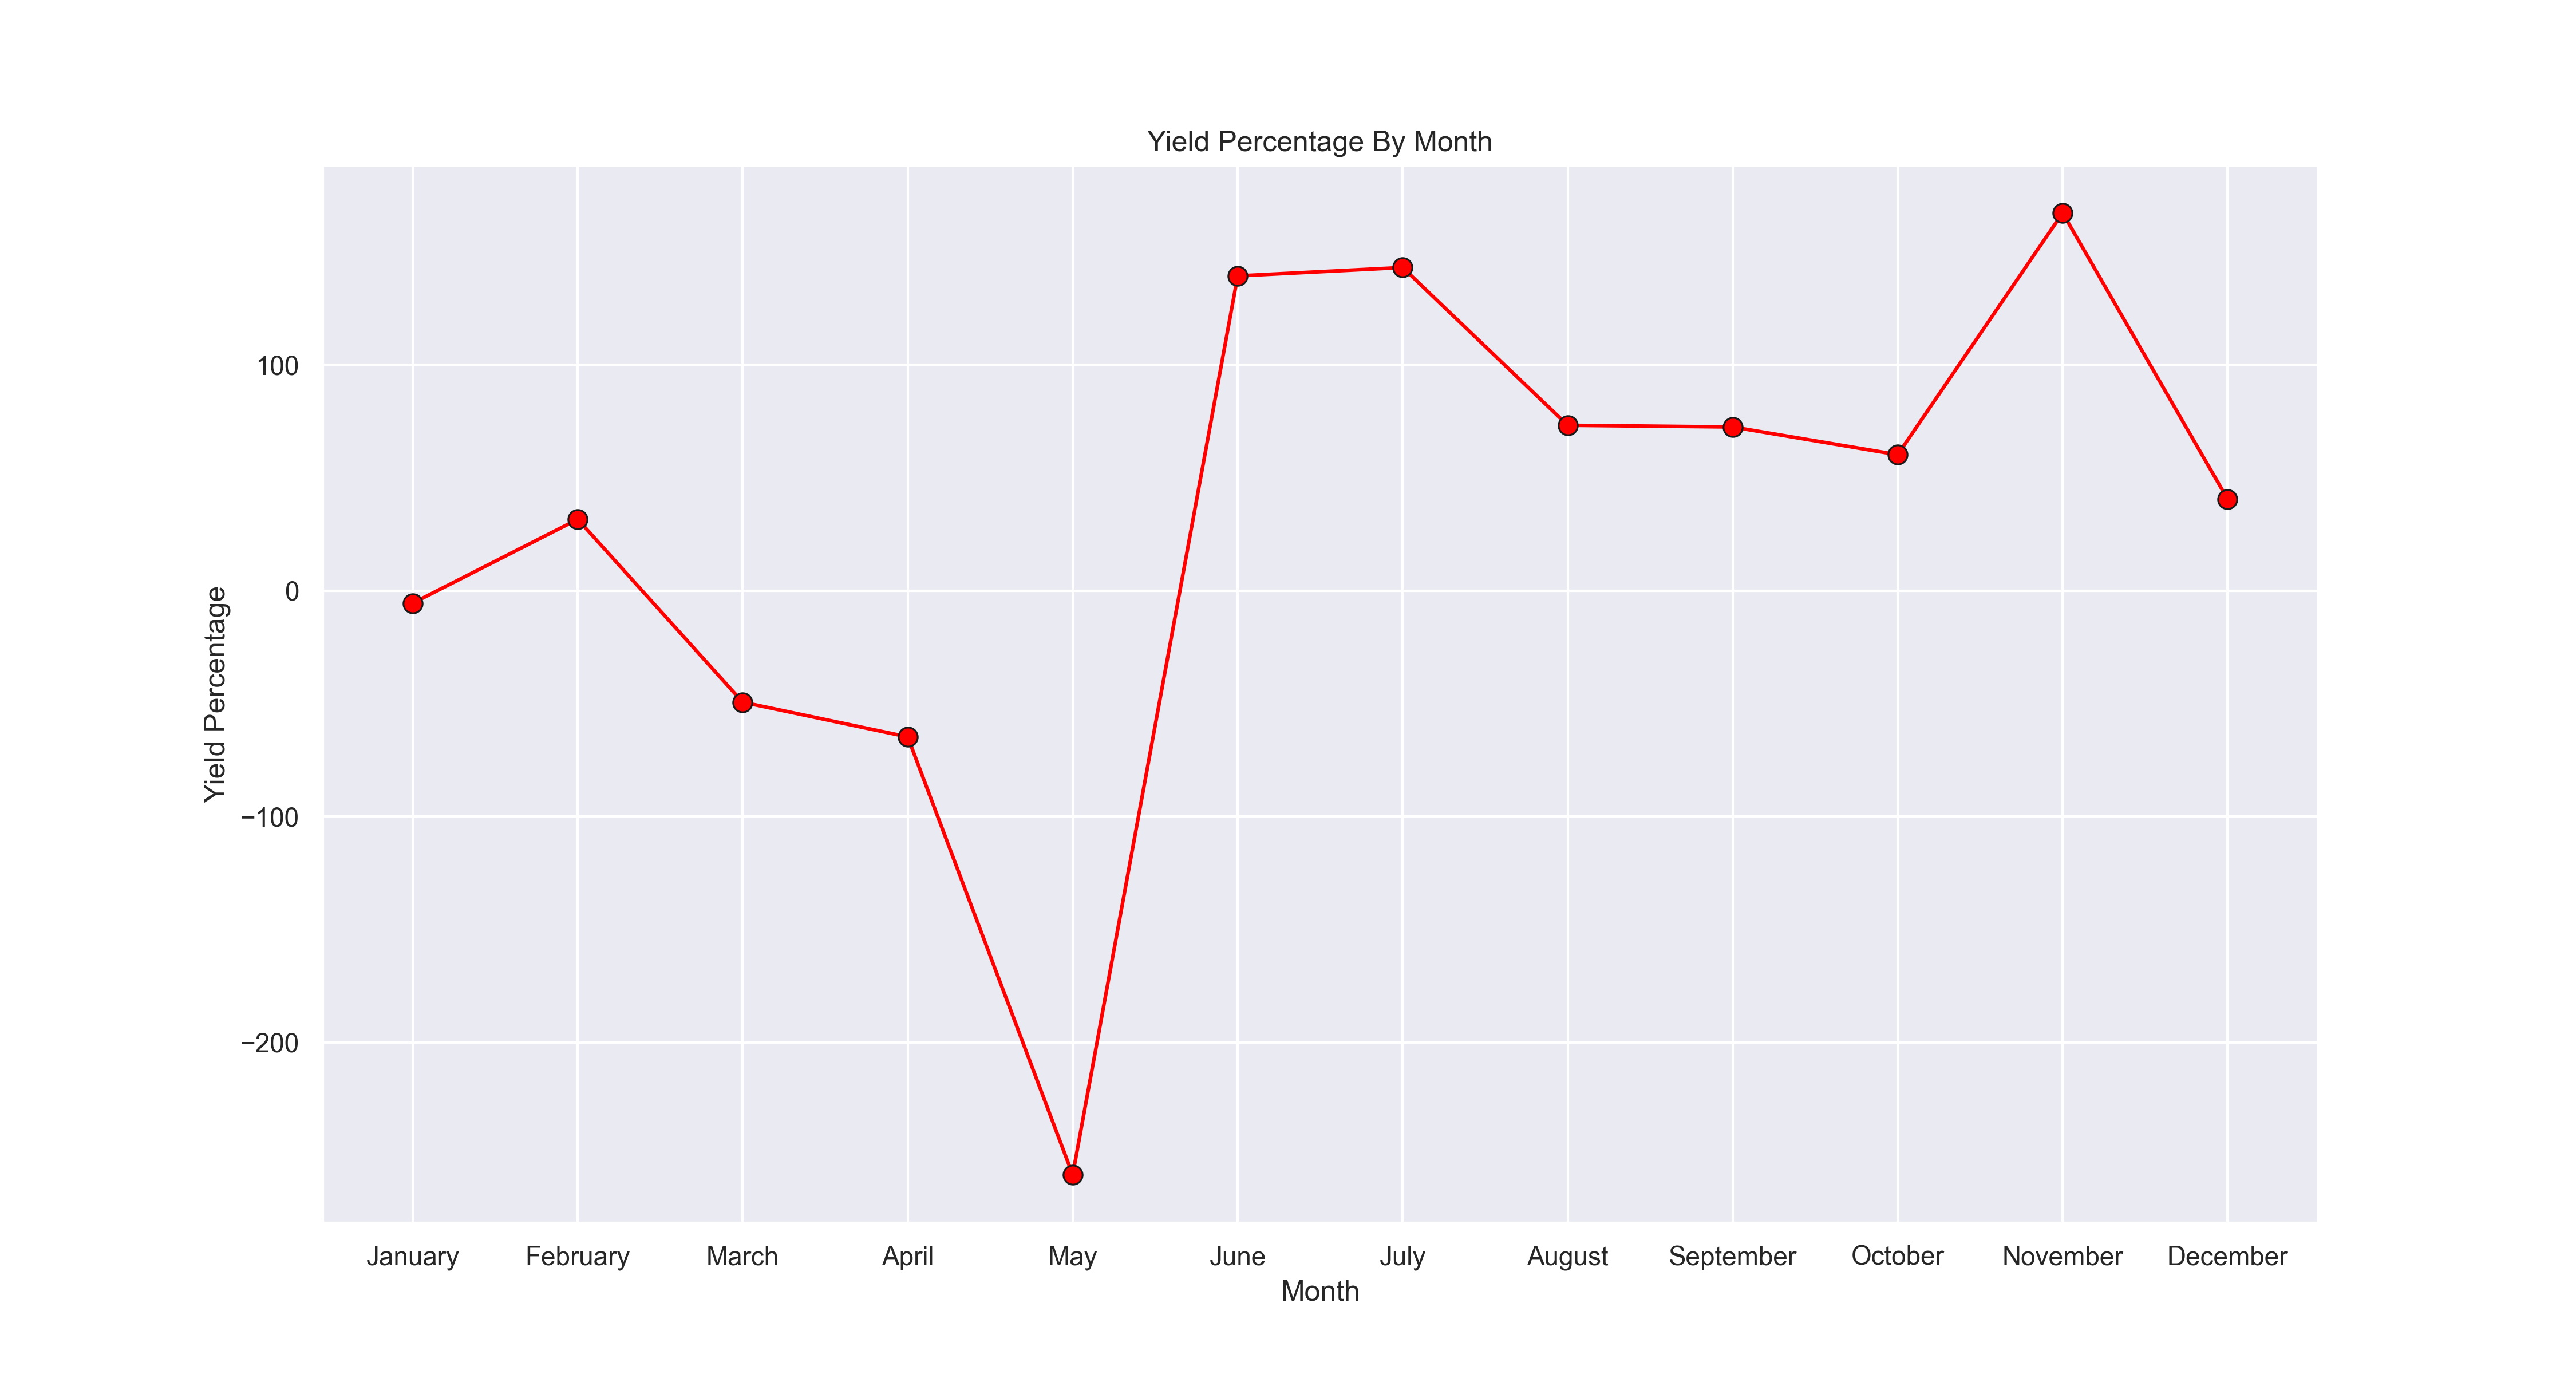 Yield Percentage By Month
Yield Percentage
100
0
−100
−200
January February March April May June July August September October November December
Month